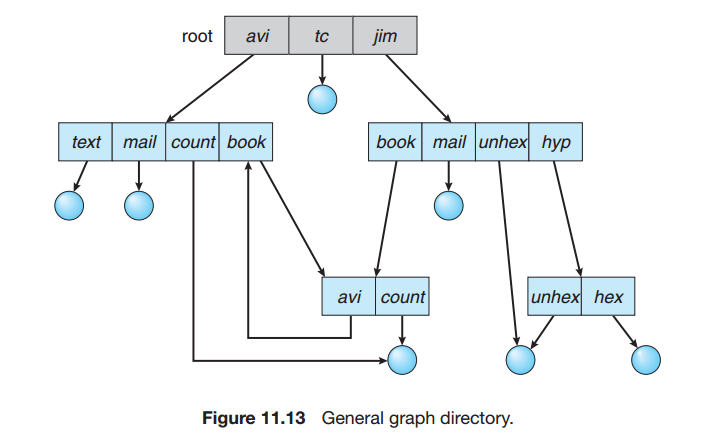 root avi tc jim
text mail count book
book mail unhex hyp
avi count
unhex hex
Figure 11.13 General graph directory.